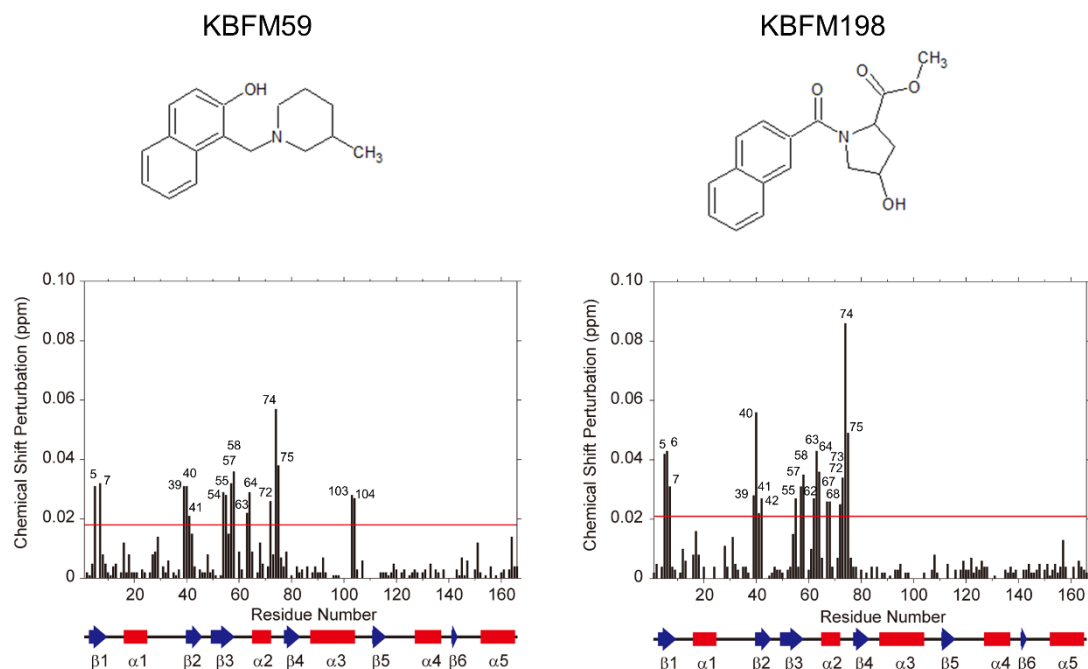 KBFM59
OH
N
CH3
Chemical Shift Perturbation (ppm)
0.10
0.08
0.06
0.04
0.02
0
5
7
39
40
41
54
55
57
58
63
64
72
74
75
103
104
20
40
60
80
100
120
140
160
Residue Number
β1
α1
β2
β3
α2
β4
α3
β5
α4
β6
α5
KBFM198
CH3
O
O
O
N
OH
Chemical Shift Perturbation (ppm)
0.10
0.08
0.06
0.04
0.02
0
5
6
7
39
40
41
42
55
57
58
62
63
64
67
68
72
73
74
75
20
40
60
80
100
120
140
160
Residue Number
β1
α1
β2
β3
α2
β4
α3
β5
α4
β6
α5